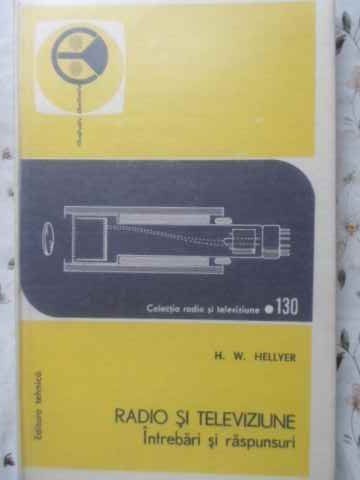 Colecția radio și televiziune ● 130
H. W. HELLYER
RADIO ȘI TELEVIZIUNE
Întrebări și răspunsuri
Editura tehnică